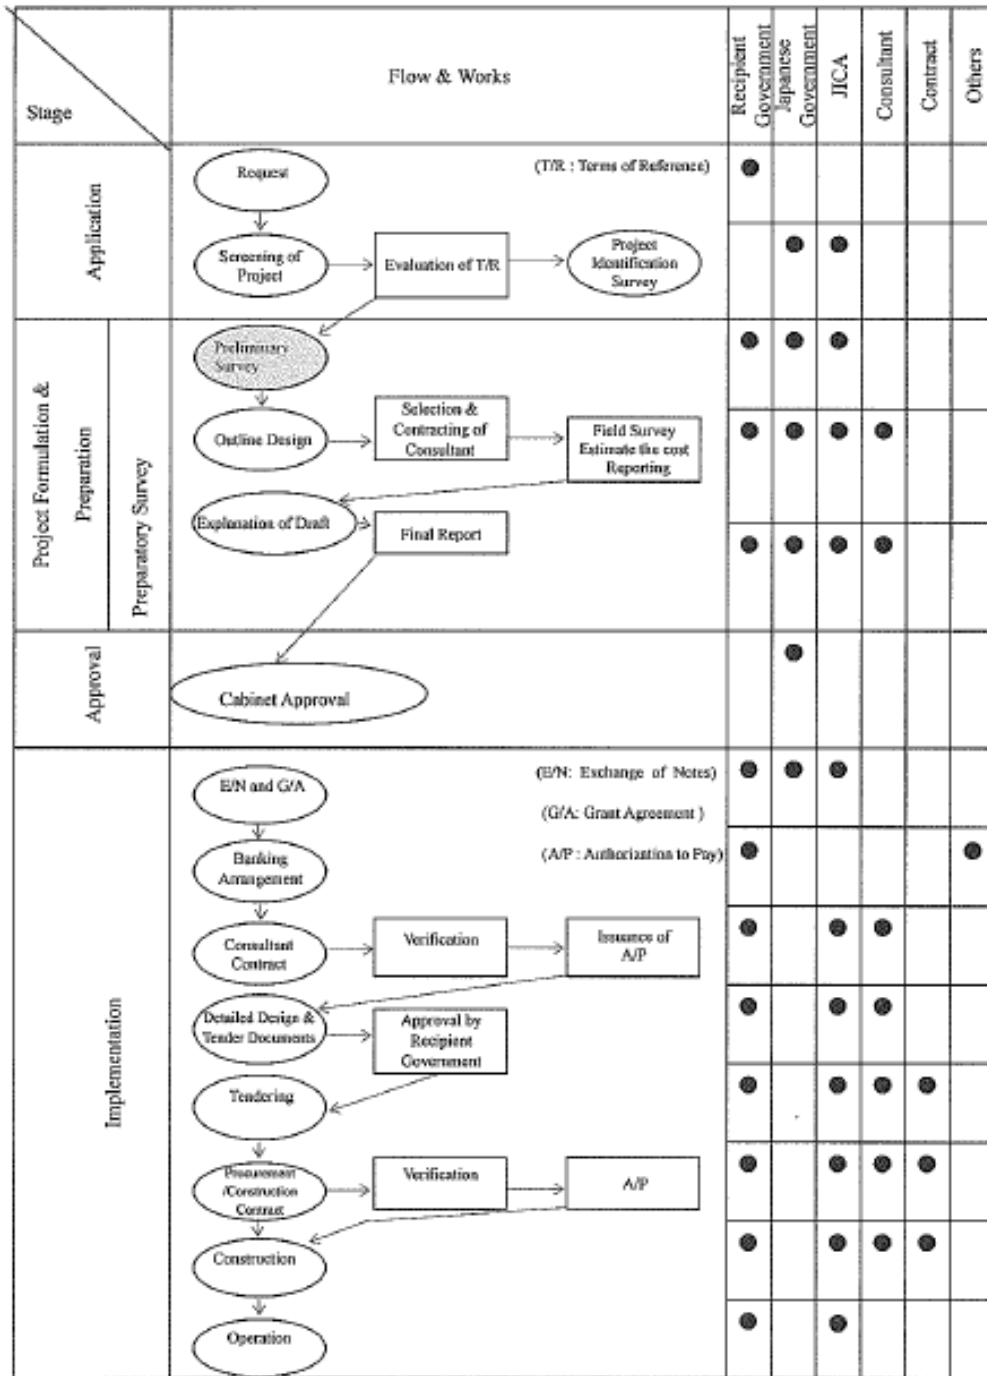 Stage
Flow & Works
Recipient
Government
Japanese
Government
JICA
Consultant
Contract
Others
Application
Request
(T/R : Terms of Reference)
Screening of
Project
Evaluation of T/R
Project
Identification
Survey
Project Formulation &
Preparation
Preparatory Survey
Preliminary
Survey
Outline Design
Selection &
Contracting of
Consultant
Field Survey
Estimate the cost
Reporting
Explanation of Draft
Final Report
Approval
Cabinet Approval
Implementation
E/N and G/A
(E/N: Exchange of Notes)
(G/A: Grant Agreement )
(A/P : Authorization to Pay)
Banking
Arrangement
Consultant
Contract
Verification
Issuance of
A/P
Detailed Design &
Tender Documents
Approval by
Recipient
Government
Tendering
Procurement
/Construction
Contract
Verification
A/P
Construction
Operation